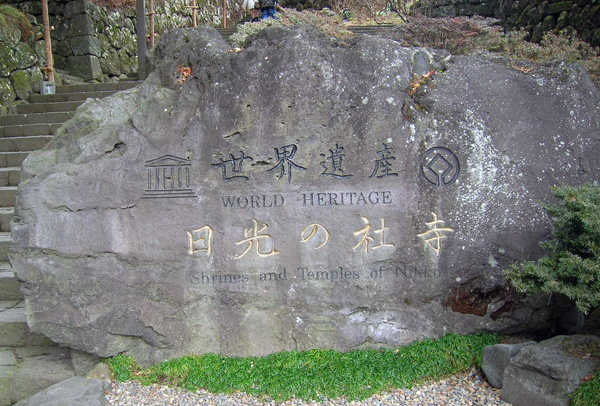 世界遺産
WORLD HERITAGE
日光の社寺
Shrines and Temples of Nikko